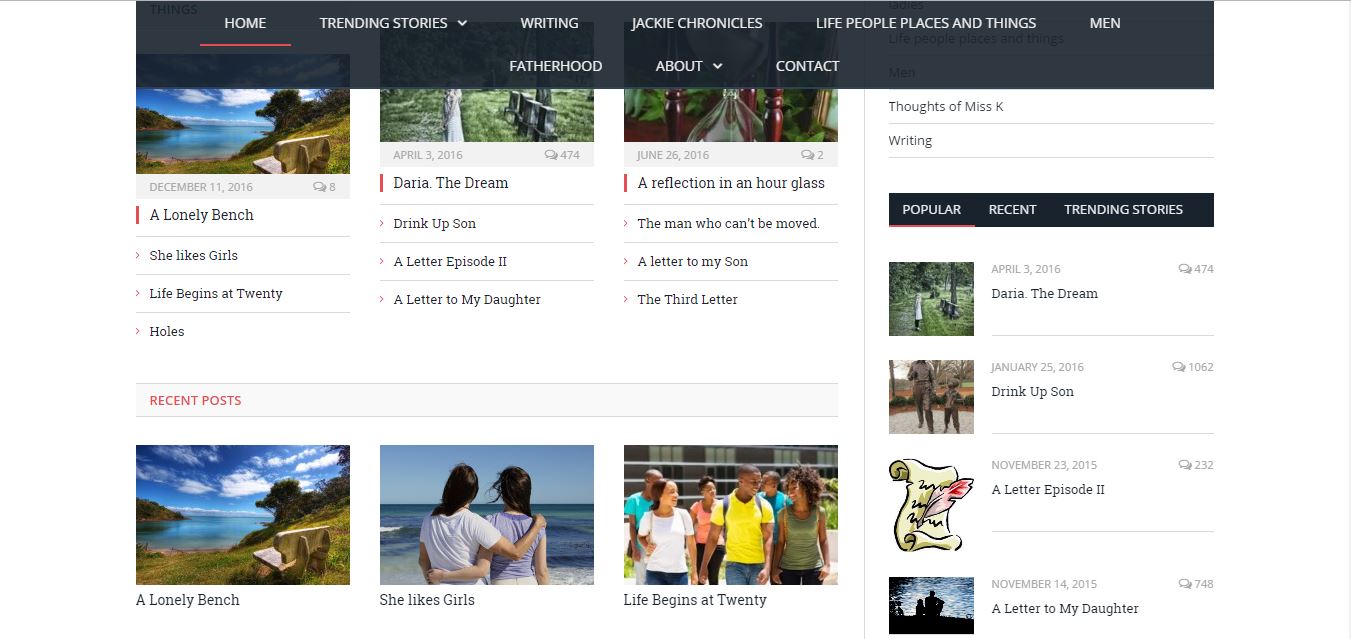 THINGS
HOME
TRENDING STORIES
WRITING
JACKIE CHRONICLES
LIFE PEOPLE PLACES AND THINGS
MEN
FATHERHOOD
ABOUT
CONTACT
DECEMBER 11, 2016
8
A Lonely Bench
She likes Girls
Life Begins at Twenty
Holes
APRIL 3, 2016
474
Daria. The Dream
Drink Up Son
A Letter Episode II
A Letter to My Daughter
JUNE 26, 2016
2
A reflection in an hour glass
The man who can't be moved.
A letter to my Son
The Third Letter
RECENT POSTS
A Lonely Bench
She likes Girls
Life Begins at Twenty
ladies
Life people places and things
Men
Thoughts of Miss K
Writing
POPULAR
RECENT
TRENDING STORIES
APRIL 3, 2016
474
Daria. The Dream
JANUARY 25, 2016
1062
Drink Up Son
NOVEMBER 23, 2015
232
A Letter Episode II
NOVEMBER 14, 2015
748
A Letter to My Daughter